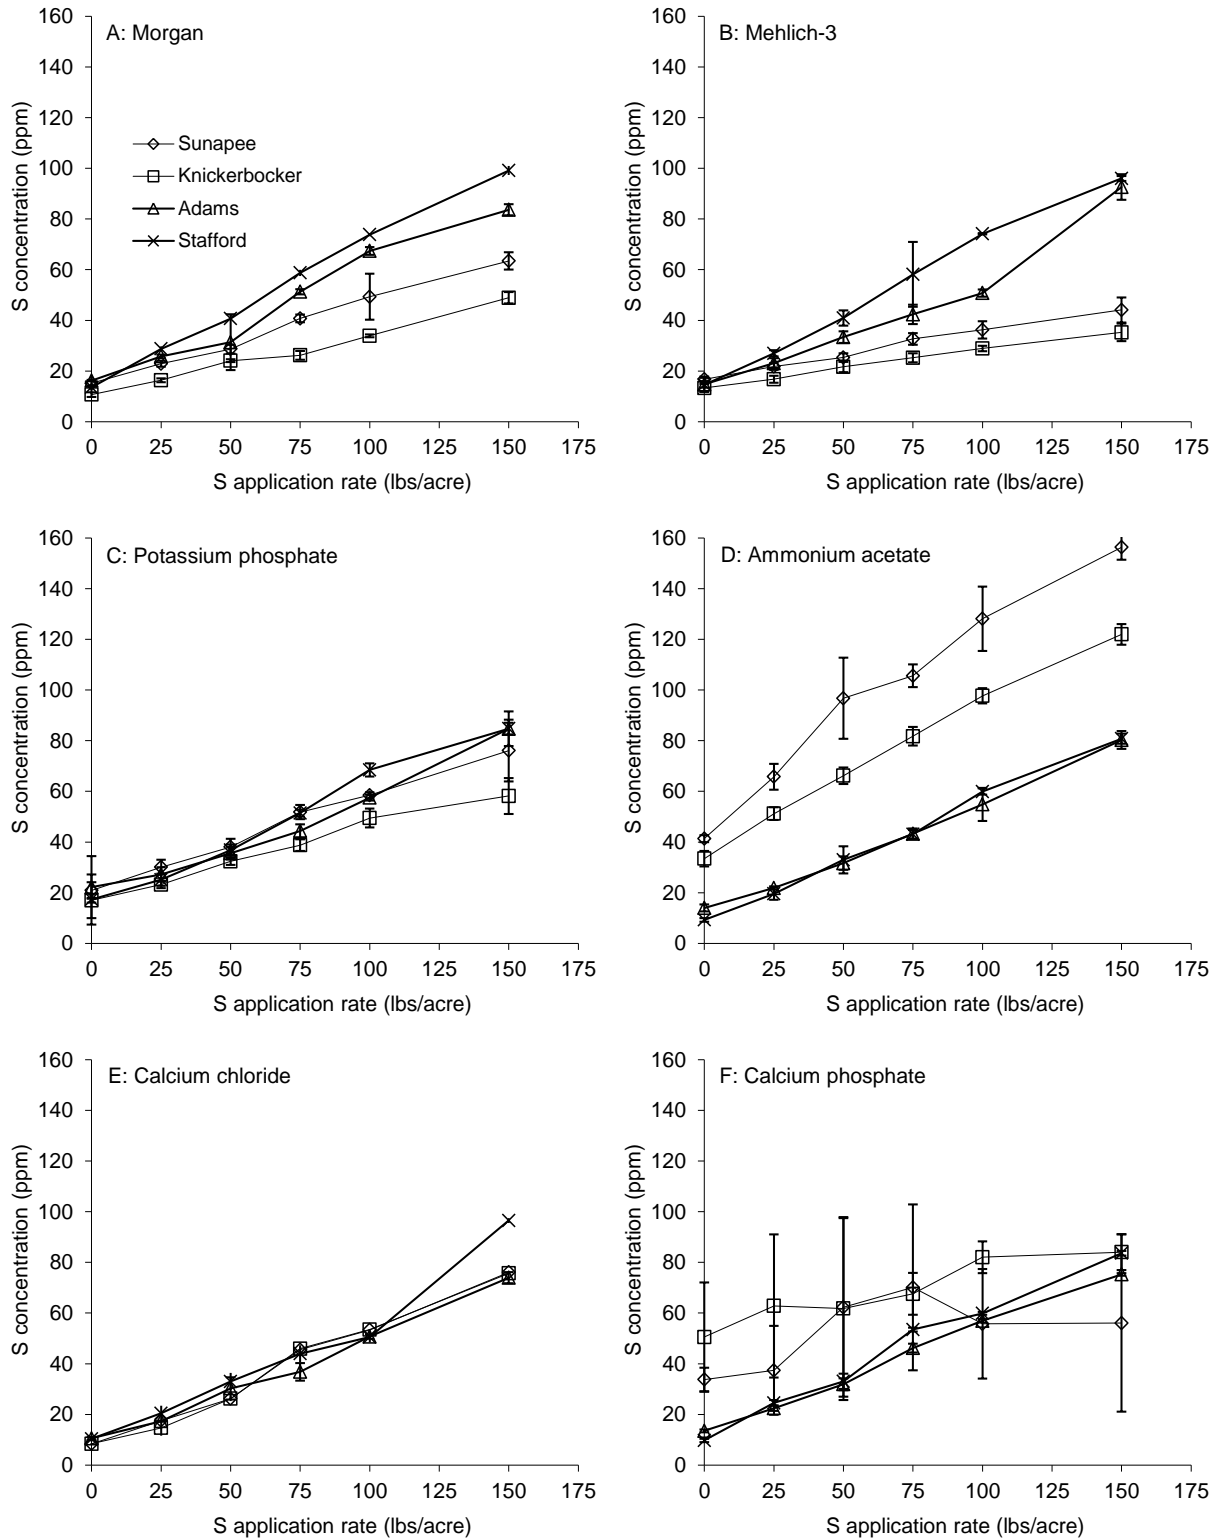 A: Morgan
S concentration (ppm)
160
140
120
100
80
60
40
20
0
Sunapee
Knickerbocker
Adams
Stafford
0 25 50 75 100 125 150 175
S application rate (lbs/acre)
B: Mehlich-3
S concentration (ppm)
160
140
120
100
80
60
40
20
0
0 25 50 75 100 125 150 175
S application rate (lbs/acre)
C: Potassium phosphate
S concentration (ppm)
160
140
120
100
80
60
40
20
0
0 25 50 75 100 125 150 175
S application rate (lbs/acre)
D: Ammonium acetate
S concentration (ppm)
160
140
120
100
80
60
40
20
0
0 25 50 75 100 125 150 175
S application rate (lbs/acre)
E: Calcium chloride
S concentration (ppm)
160
140
120
100
80
60
40
20
0
0 25 50 75 100 125 150 175
S application rate (lbs/acre)
F: Calcium phosphate
S concentration (ppm)
160
140
120
100
80
60
40
20
0
0 25 50 75 100 125 150 175
S application rate (lbs/acre)